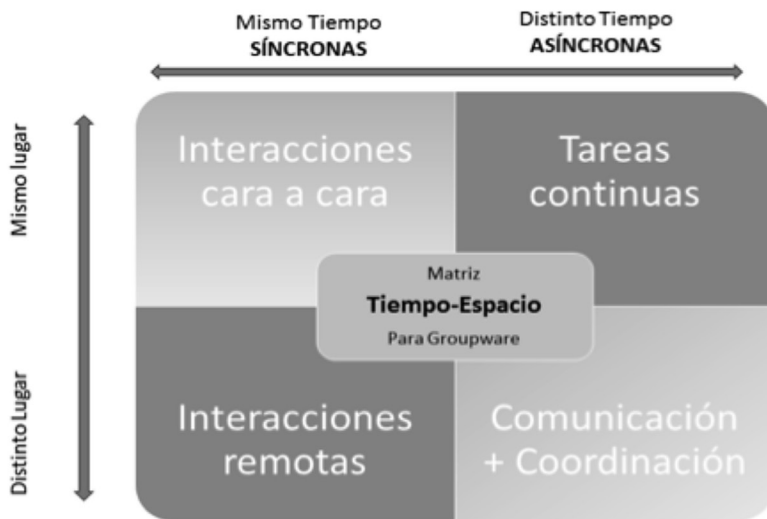 Mismo Tiempo
SÍNCRONAS
Distinto Tiempo
ASÍNCRONAS
Mismo lugar
Interacciones
cara a cara
Tareas
continuas
Matriz
Tiempo-Espacio
Para Groupware
Distinto Lugar
Interacciones
remotas
Comunicación
+ Coordinación